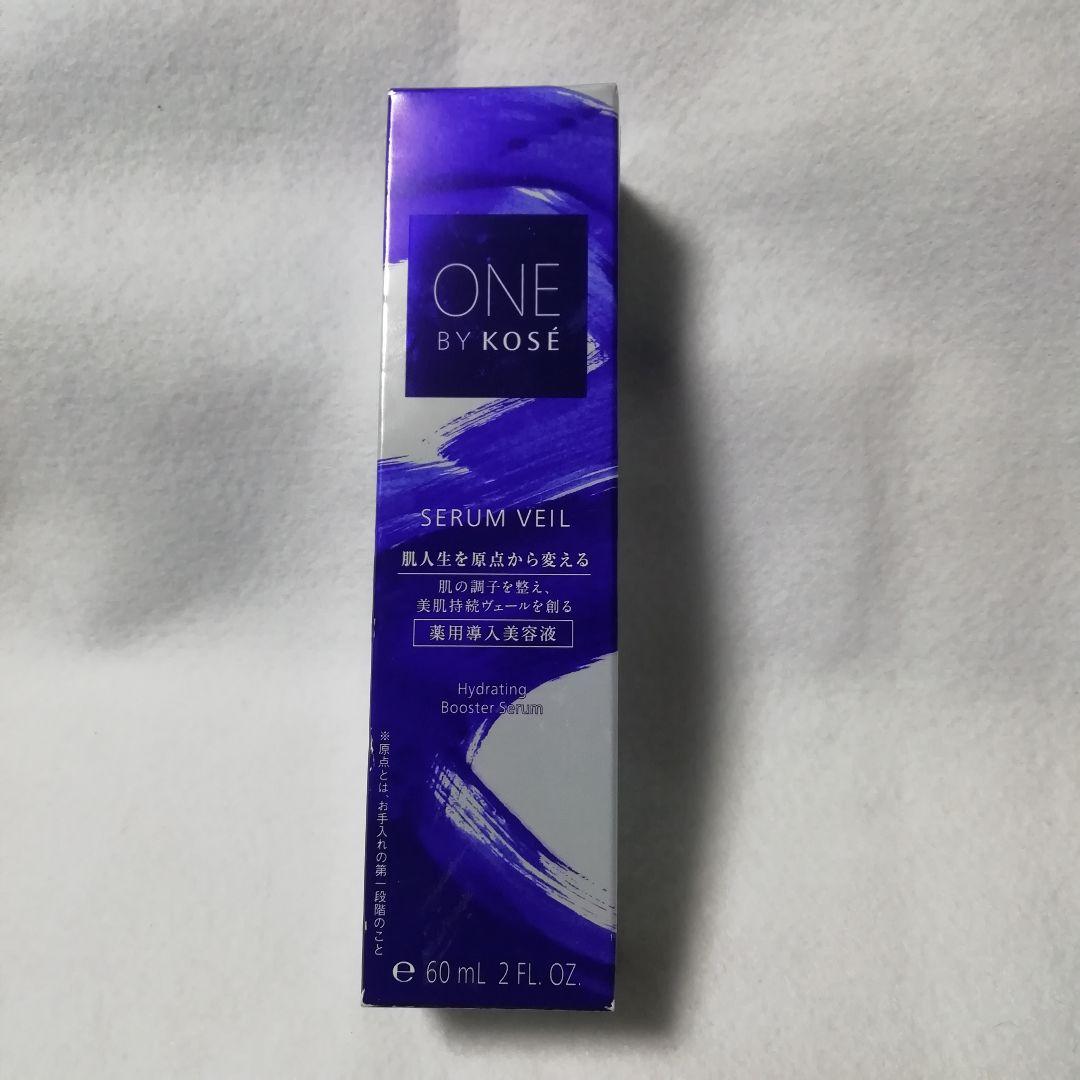 ONE
BY KOSÉ
SERUM VEIL
肌人生を原点から変える
肌の調子を整え、
美肌持続ヴェールを創る
薬用導入美容液
Hydrating
Booster Serum
※原点とは、お手入れの第一段階のこと
℮ 60 mL 2 FL. OZ.